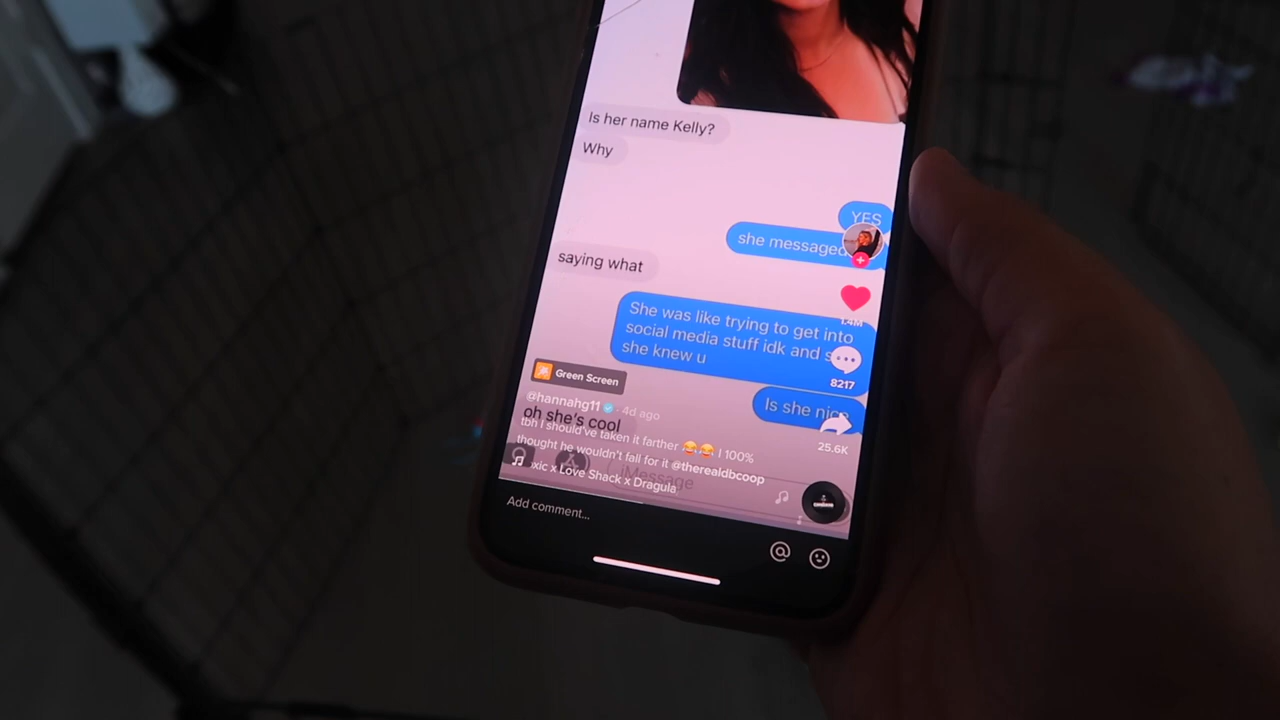 Is her name Kelly?
Why
YES
she messaged
saying what
She was like trying to get into
social media stuff idk and s
she knew u
1.4M
8217
Green Screen
Is she nice
@hannahg11 · 4d ago
oh she's cool
25.6K
tbh I should've taken it farther 😂😂 I 100%
thought he wouldn't fall for it @therealdbcoop
iMessage
xic x Love Shack x Dragula
Add comment...